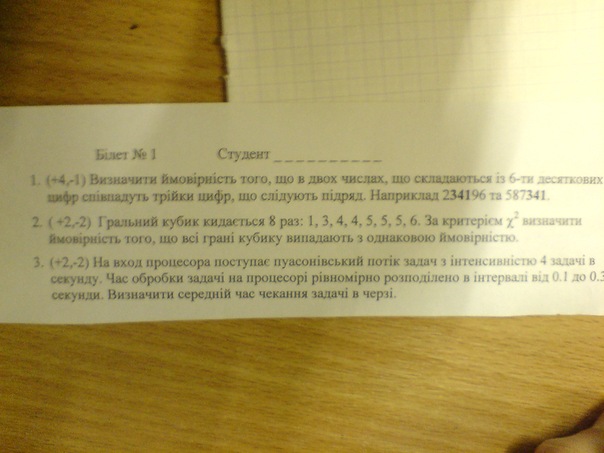 Білет № 1 Студент _ _ _ _ _ _ _ _ _ _
1. (+4,-1) Визначити ймовірність того, що в двох числах, що складаються із 6-ти десяткових
цифр співпадуть трійки цифр, що слідують підряд. Наприклад 234196 та 587341.
2. ( +2,-2) Гральний кубик кидається 8 раз: 1, 3, 4, 4, 5, 5, 5, 6. За критерієм χ² визначити
ймовірність того, що всі грані кубику випадають з однаковою ймовірністю.
3. (+2,-2) На вход процесора поступає пуасонівський потік задач з інтенсивністю 4 задачі в
секунду. Час обробки задачі на процесорі рівномірно розподілено в інтервалі від 0.1 до 0.3
секунди. Визначити середній час чекання задачі в черзі.